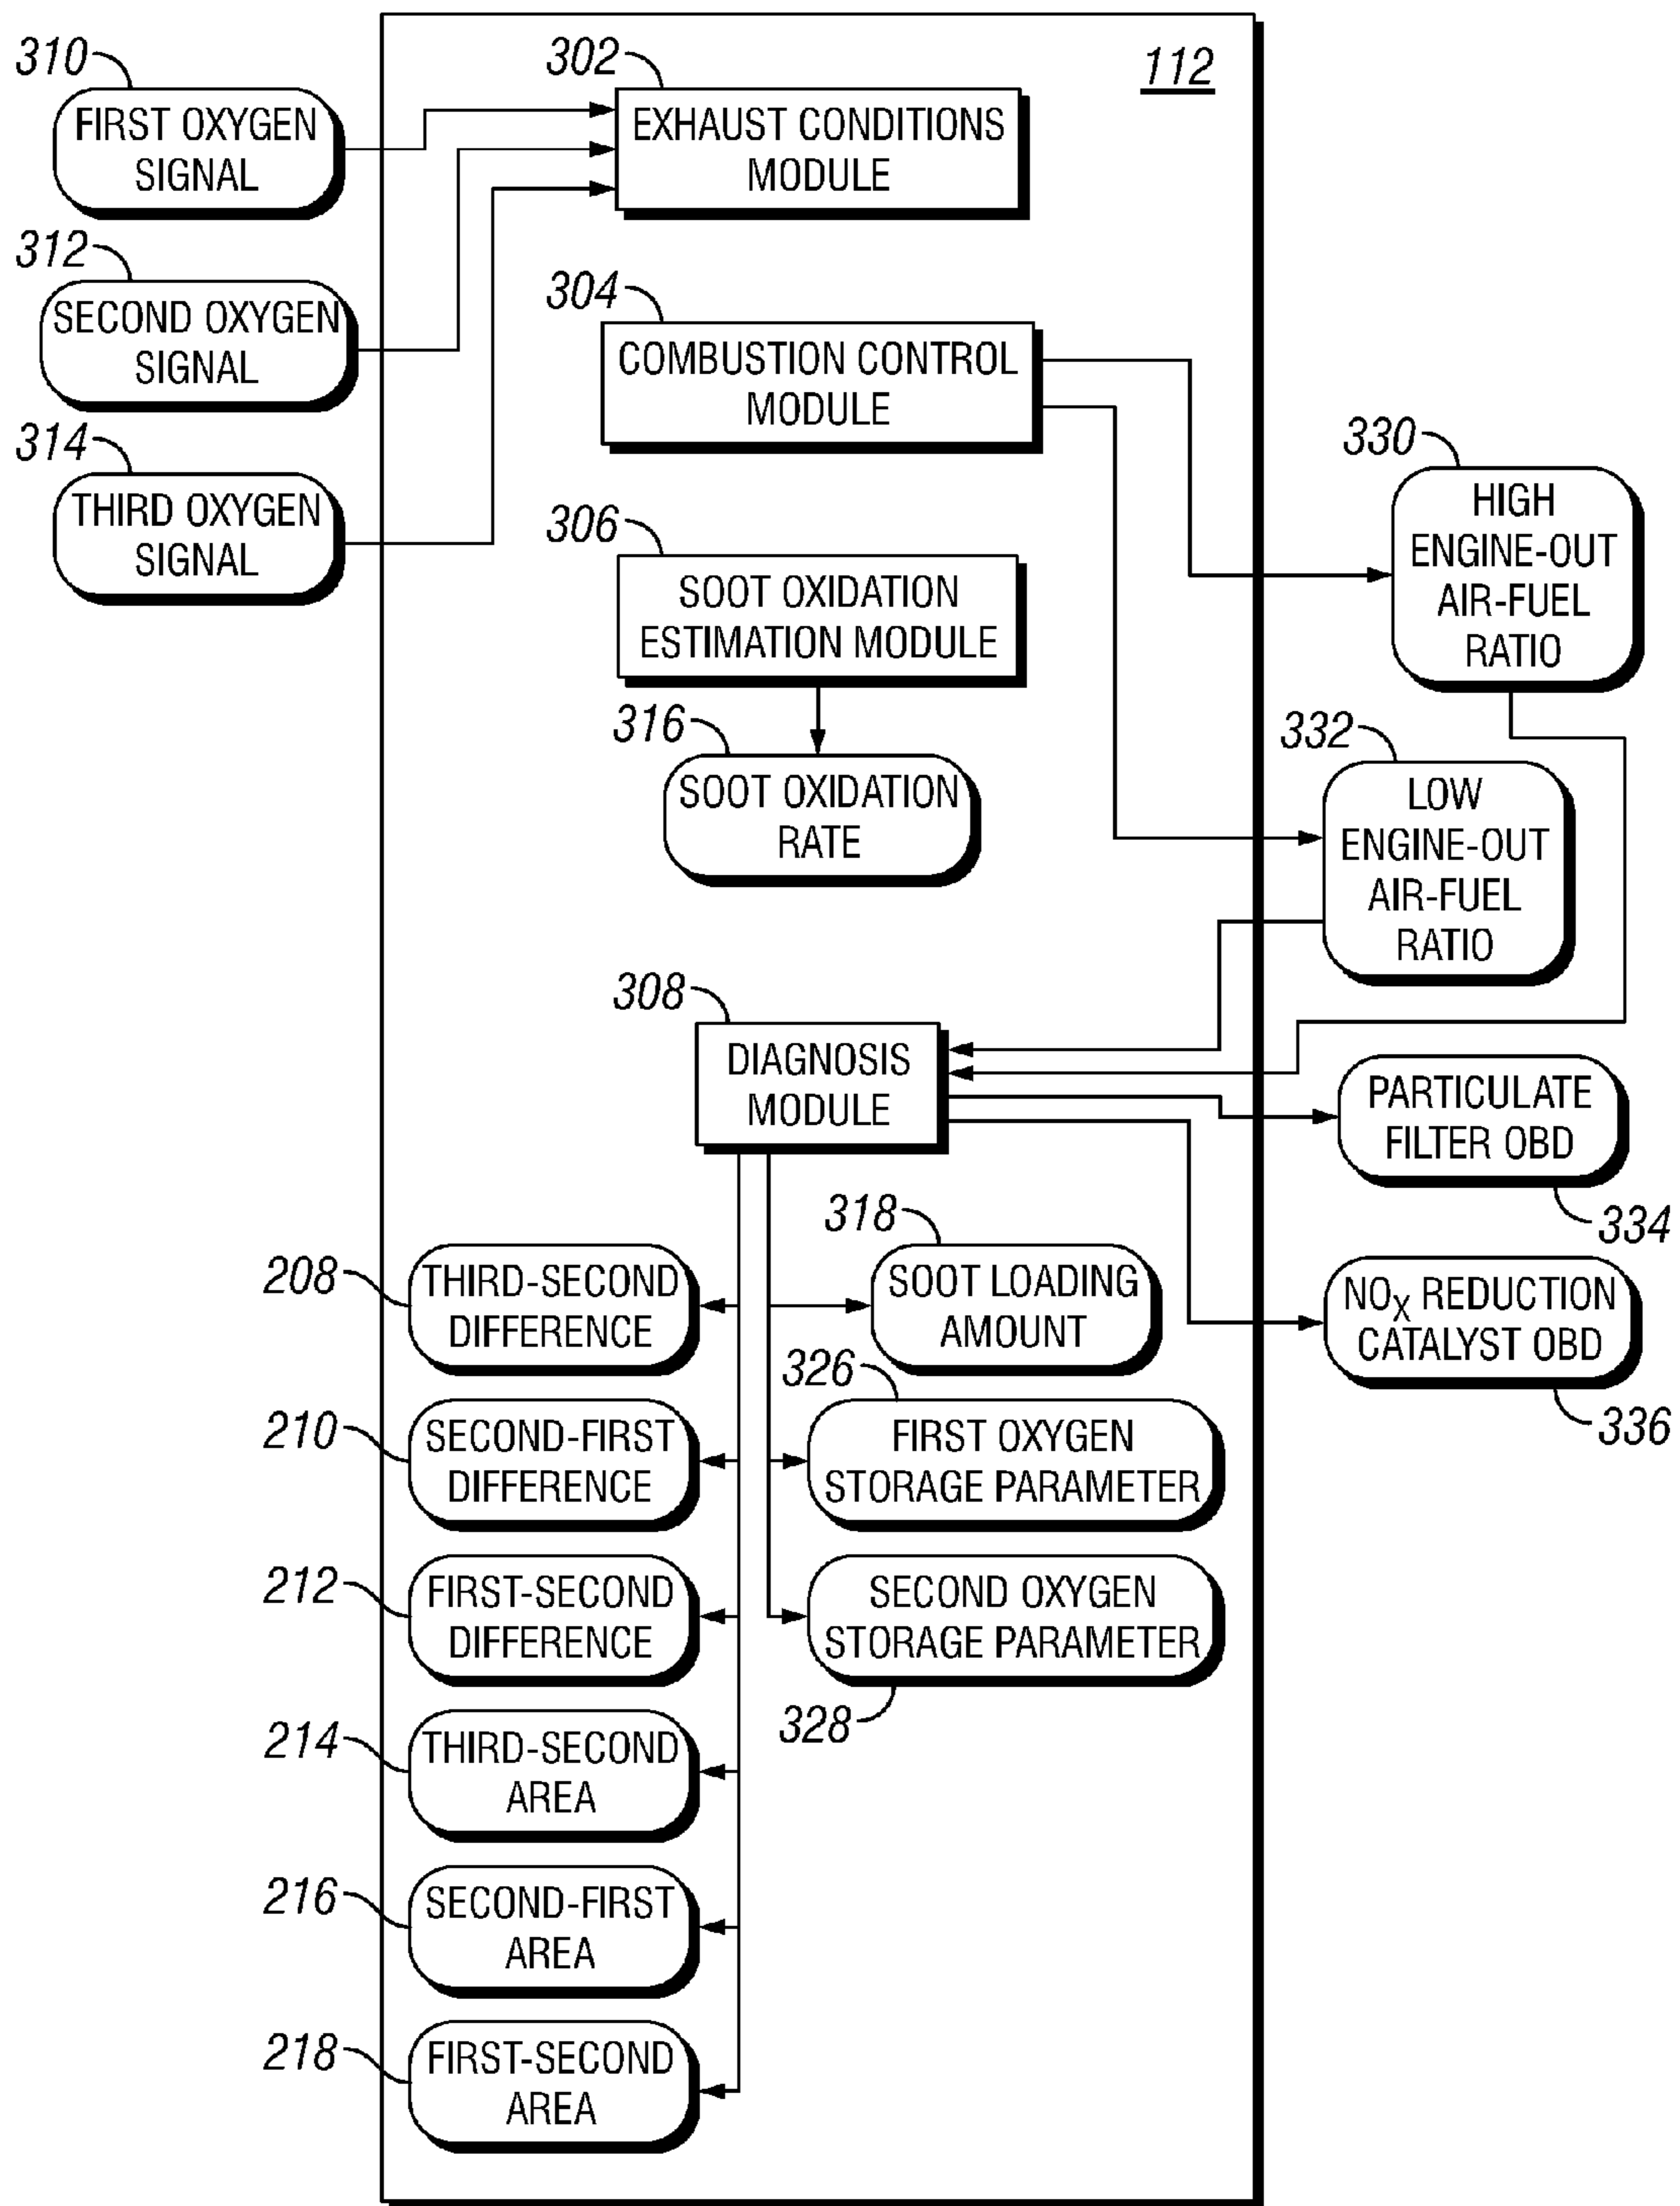 112
310
FIRST OXYGEN
SIGNAL
302
EXHAUST CONDITIONS
MODULE
312
SECOND OXYGEN
SIGNAL
304
COMBUSTION CONTROL
MODULE
314
THIRD OXYGEN
SIGNAL
330
HIGH
ENGINE-OUT
AIR-FUEL
RATIO
306
SOOT OXIDATION
ESTIMATION MODULE
316
SOOT OXIDATION
RATE
332
LOW
ENGINE-OUT
AIR-FUEL
RATIO
308
DIAGNOSIS
MODULE
PARTICULATE
FILTER OBD
334
318
SOOT LOADING
AMOUNT
208
THIRD-SECOND
DIFFERENCE
NOX REDUCTION
CATALYST OBD
336
326
FIRST OXYGEN
STORAGE PARAMETER
210
SECOND-FIRST
DIFFERENCE
212
FIRST-SECOND
DIFFERENCE
SECOND OXYGEN
STORAGE PARAMETER
328
214
THIRD-SECOND
AREA
216
SECOND-FIRST
AREA
218
FIRST-SECOND
AREA